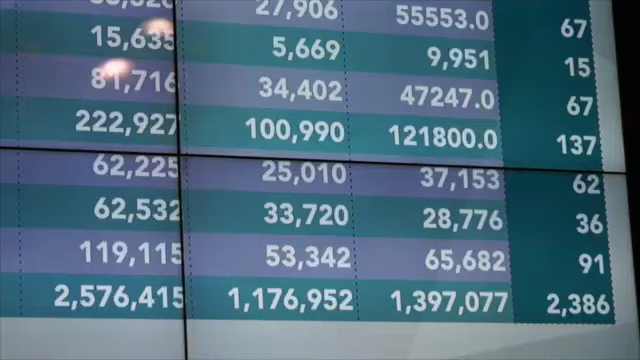 27,906 55553.0 67
15,635 5,669 9,951 15
81,716 34,402 47247.0 67
222,927 100,990 121800.0 137
62,225 25,010 37,153 62
62,532 33,720 28,776 36
119,115 53,342 65,682 91
2,576,415 1,176,952 1,397,077 2,386